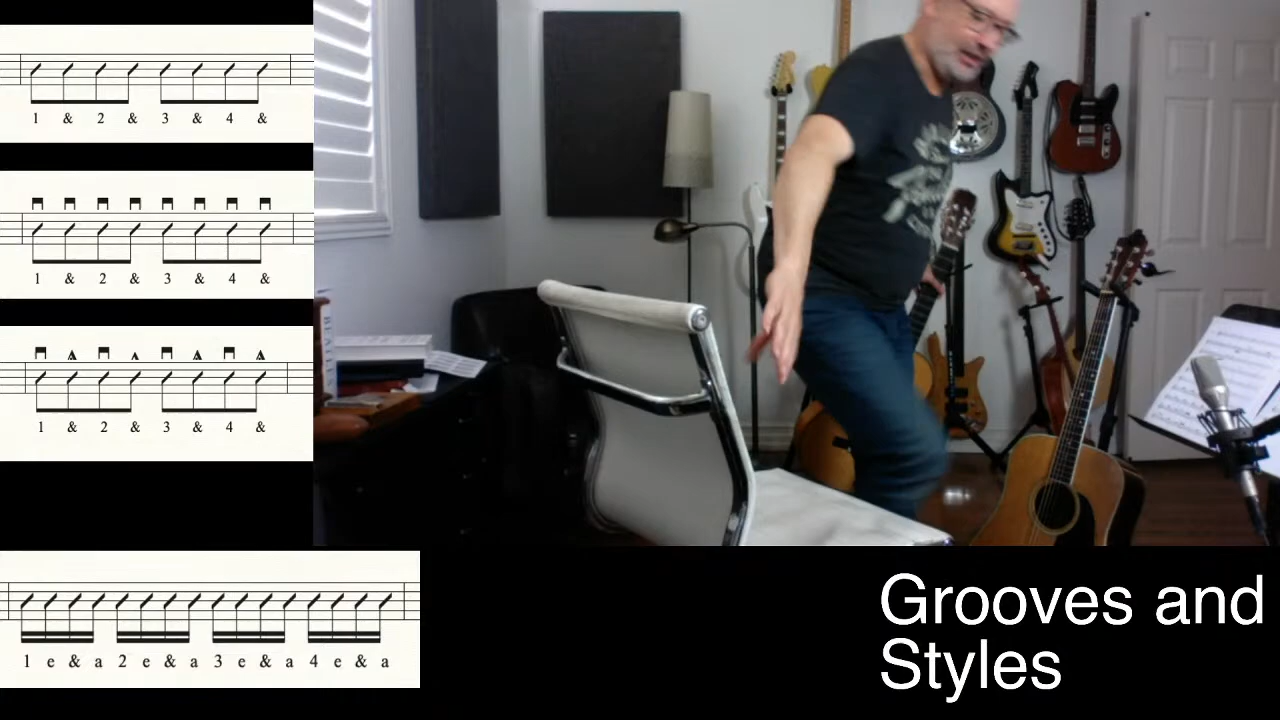 1 & 2 & 3 & 4 &
1 & 2 & 3 & 4 &
1 & 2 & 3 & 4 &
1 e & a 2 e & a 3 e & a 4 e & a
Grooves and
Styles